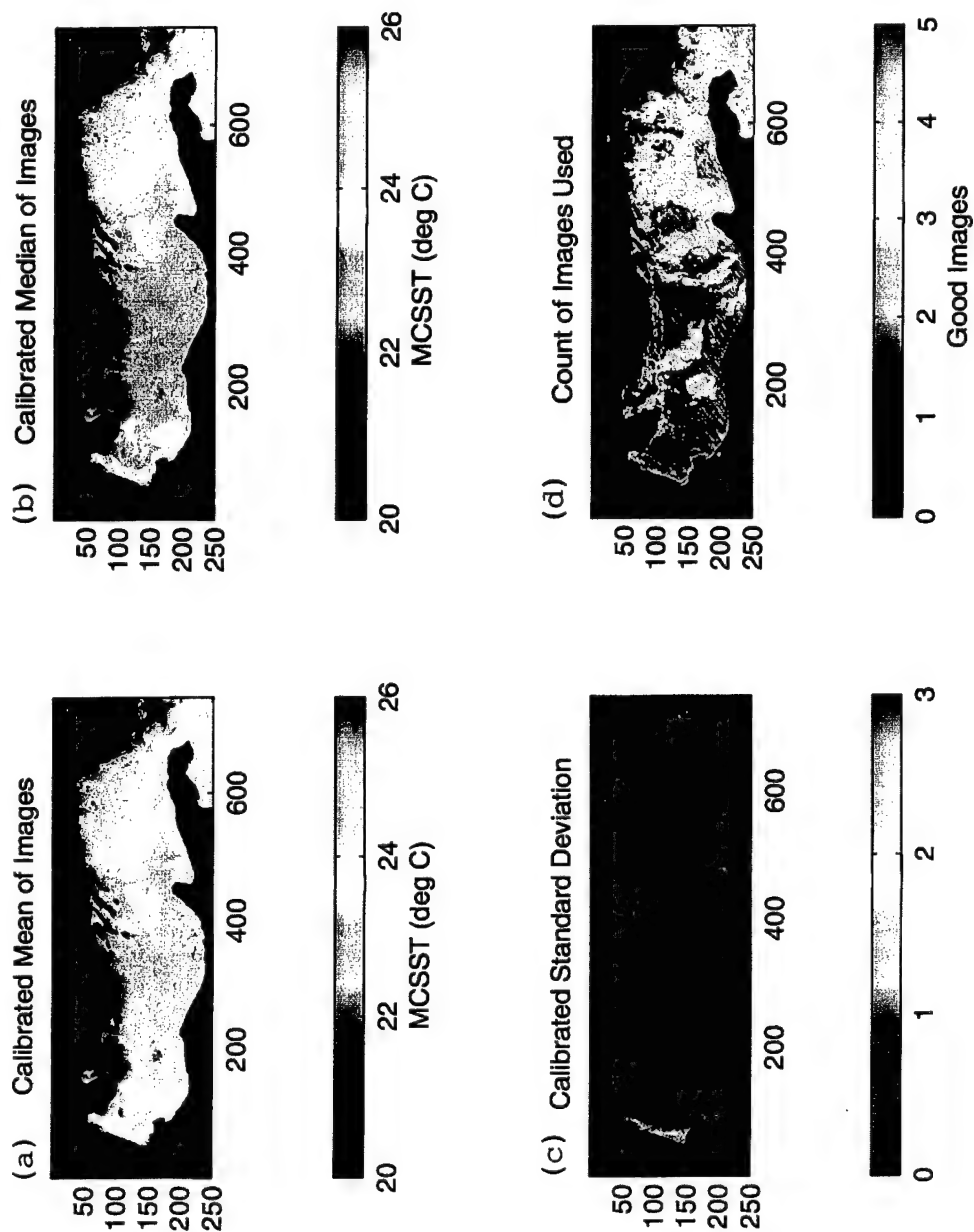 (a) Calibrated Mean of Images
50
100
150
200
250
200 400 600
20 22 24 26
MCSST (deg C)
(b) Calibrated Median of Images
50
100
150
200
250
200 400 600
20 22 24 26
MCSST (deg C)
(c) Calibrated Standard Deviation
50
100
150
200
250
200 400 600
0 1 2 3
(d) Count of Images Used
50
100
150
200
250
200 400 600
0 1 2 3 4 5
Good Images